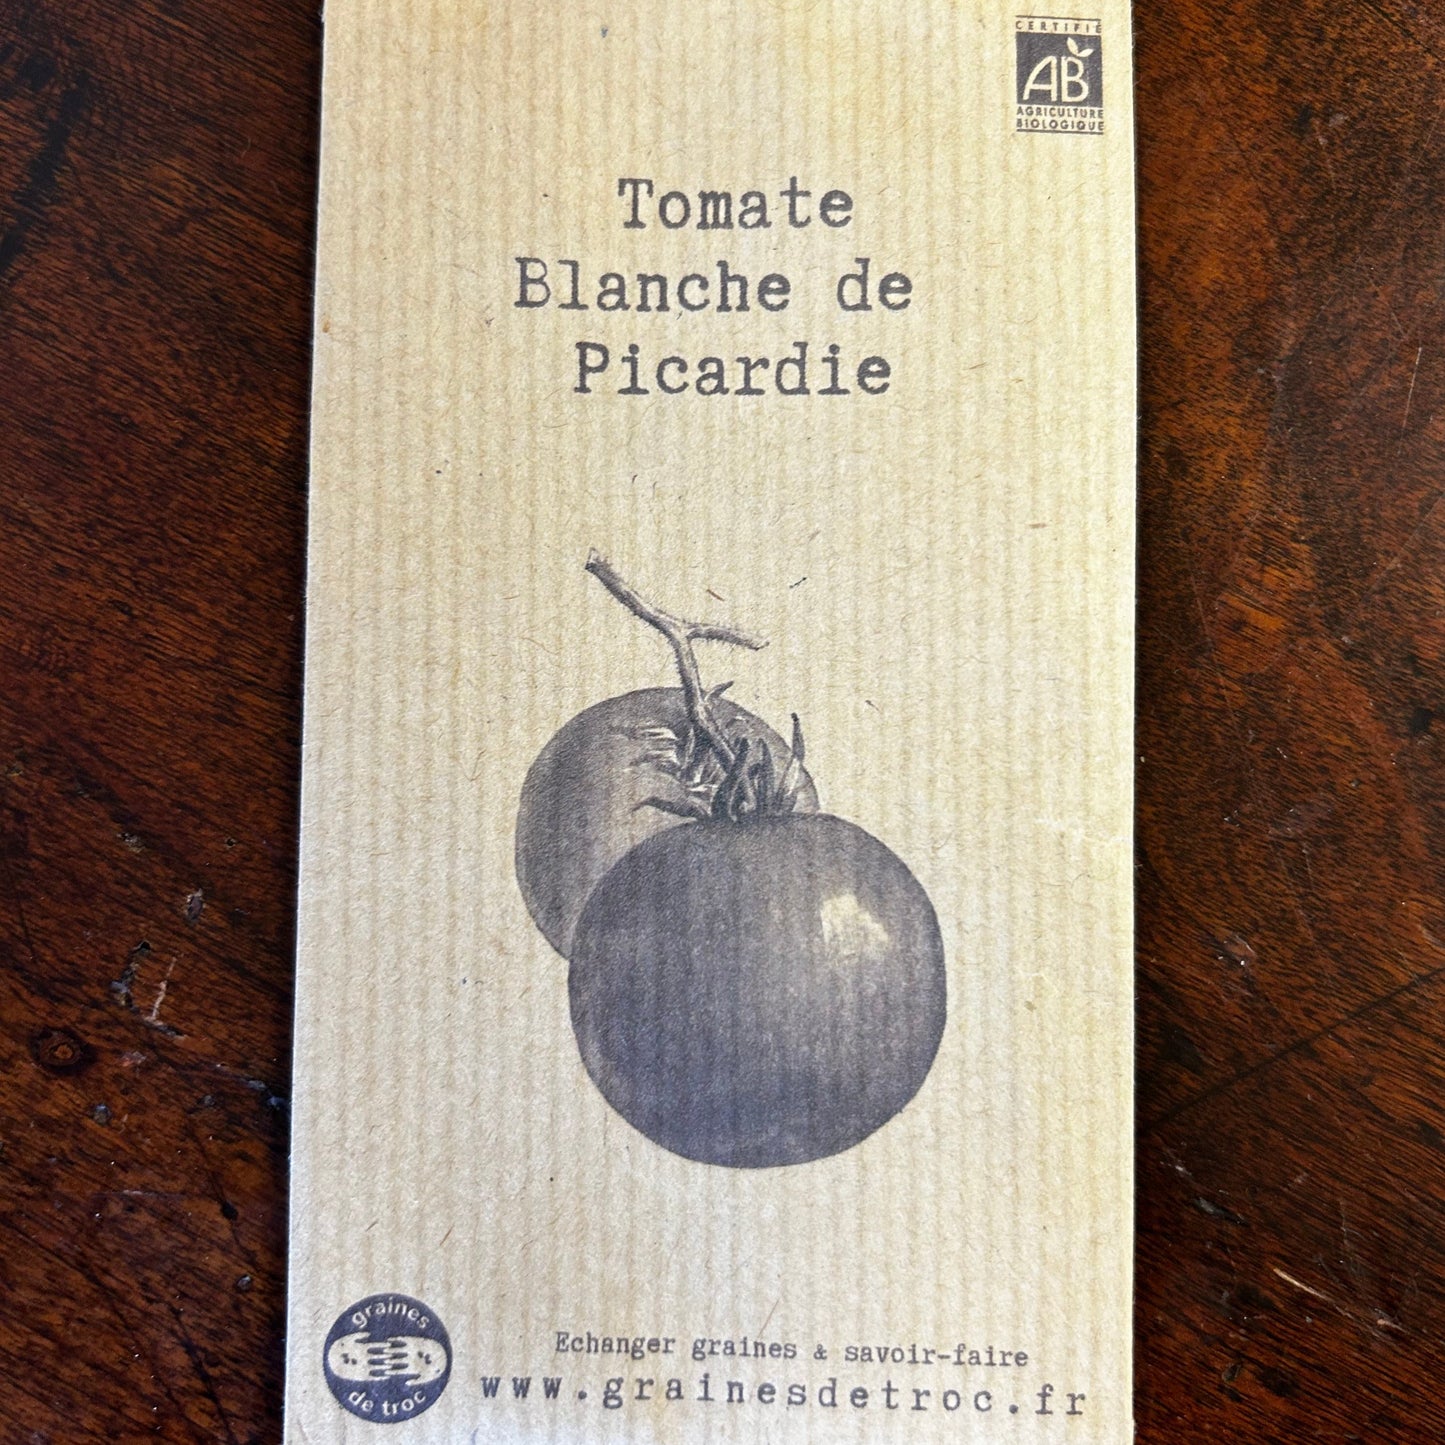 CERTIFIÉ
AB
AGRICULTURE
BIOLOGIQUE
Tomate
Blanche de
Picardie
graines
de troc
Echanger graines & savoir-faire
www.grainesdetroc.fr